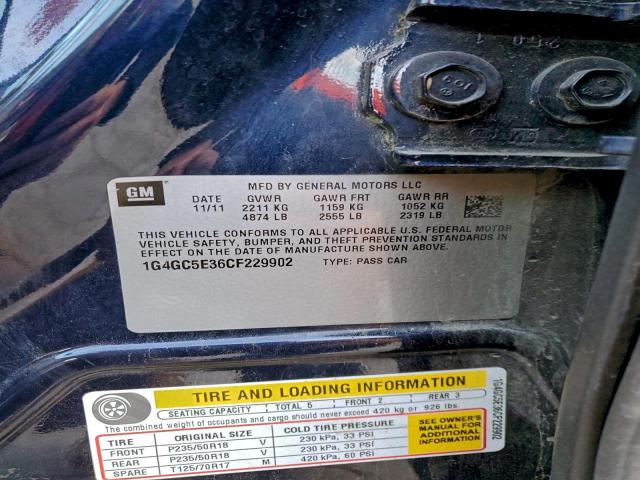 2501
109
GM
GM
MFD BY GENERAL MOTORS LLC
DATE GVWR GAWR FRT GAWR RR
11/11 2211 KG 1159 KG 1052 KG
4874 LB 2555 LB 2319 LB
THIS VEHICLE CONFORMS TO ALL APPLICABLE U.S. FEDERAL MOTOR
VEHICLE SAFETY, BUMPER, AND THEFT PREVENTION STANDARDS IN
EFFECT ON THE DATE OF MANUFACTURE SHOWN ABOVE.
1G4GC5E36CF229902 TYPE: PASS CAR
TIRE AND LOADING INFORMATION
SEATING CAPACITY TOTAL 5 FRONT 2 REAR 3
The combined weight of occupants and cargo should never exceed 420 kg or 926 lbs.
TIRE ORIGINAL SIZE COLD TIRE PRESSURE
FRONT P235/50R18 V 230 kPa, 33 PSI
REAR P235/50R18 V 230 kPa, 33 PSI
SPARE T125/70R17 M 420 kPa, 60 PSI
SEE OWNER'S
MANUAL FOR
ADDITIONAL
INFORMATION
1G4GC5E36CF229902